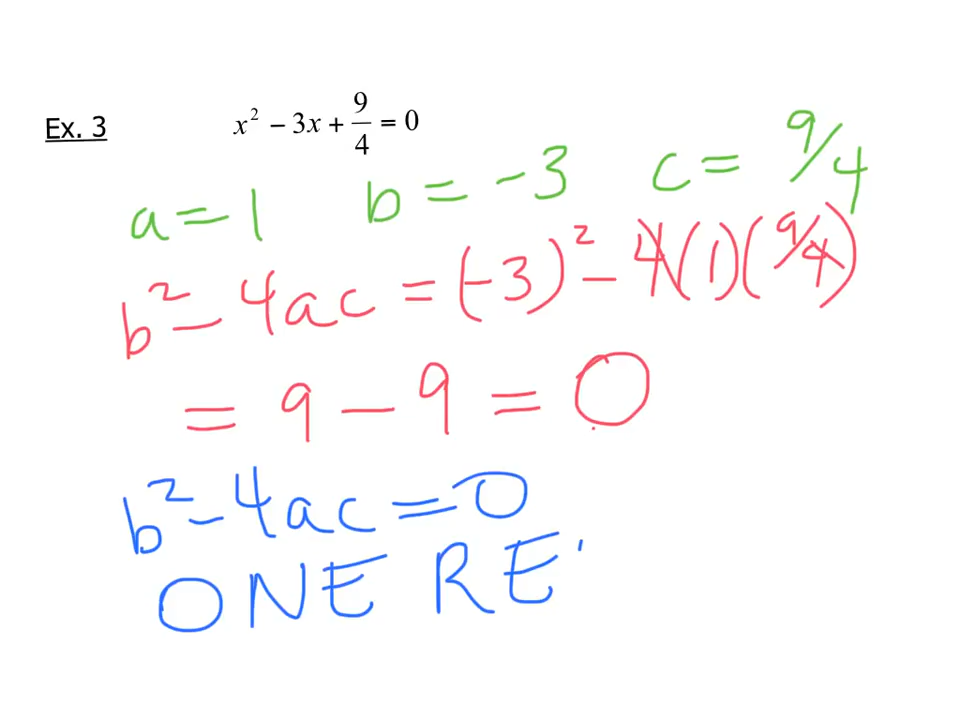 Ex. 3 x² − 3x + 9/4 = 0
a = 1 b = -3 c = 9/4
b² - 4ac = (-3)² - 4(1)(9/4)
= 9 - 9 = 0
b² - 4ac = 0
ONE RE'